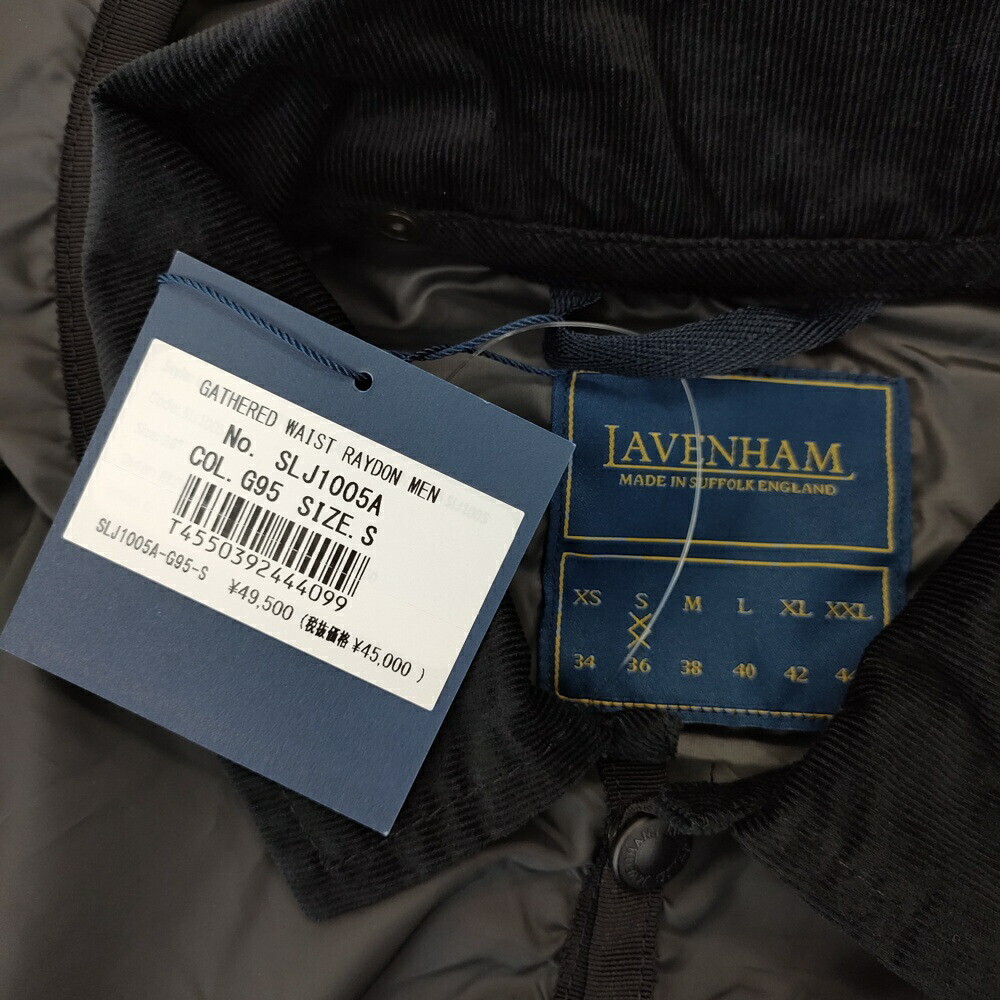 GATHERED WAIST RAYDON MEN
No. SLJ1005A
COL. G95 SIZE. S
T4550392444099
SLJ1005A-G95-S
¥49,500 (税抜価格 ¥45,000 )
LAVENHAM
MADE IN SUFFOLK ENGLAND
XS S M L XL XXL
X
X
34 36 38 40 42 44